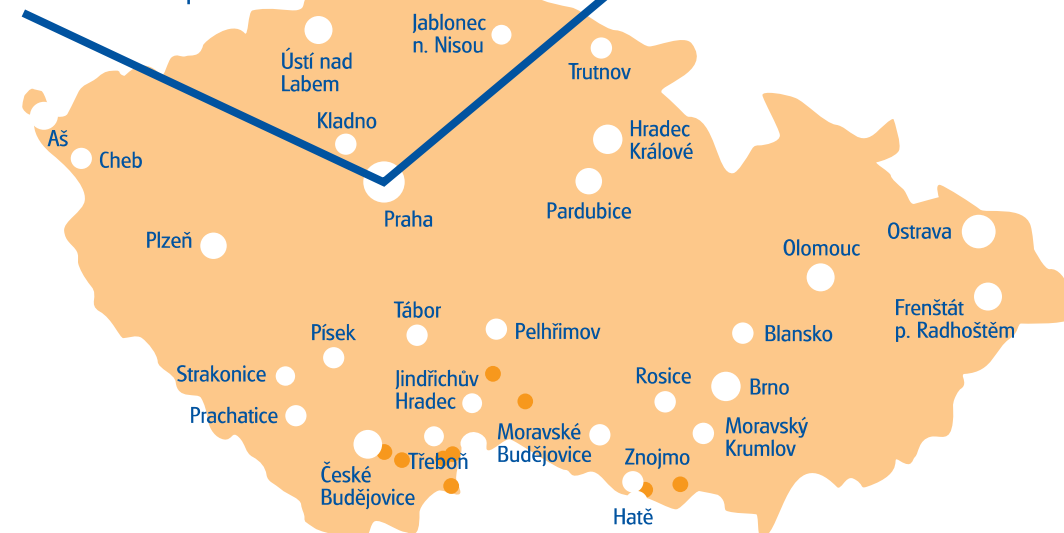 Jablonec
n. Nisou
Ústí nad
Labem
Trutnov
Kladno
Hradec
Králové
Aš
Cheb
Praha
Pardubice
Plzeň
Ostrava
Olomouc
Frenštát
p. Radhoštěm
Tábor
Písek
Pelhřimov
Blansko
Strakonice
Jindřichův
Hradec
Rosice
Brno
Prachatice
Moravské
Budějovice
Moravský
Krumlov
Třeboň
Znojmo
České
Budějovice
Hatě